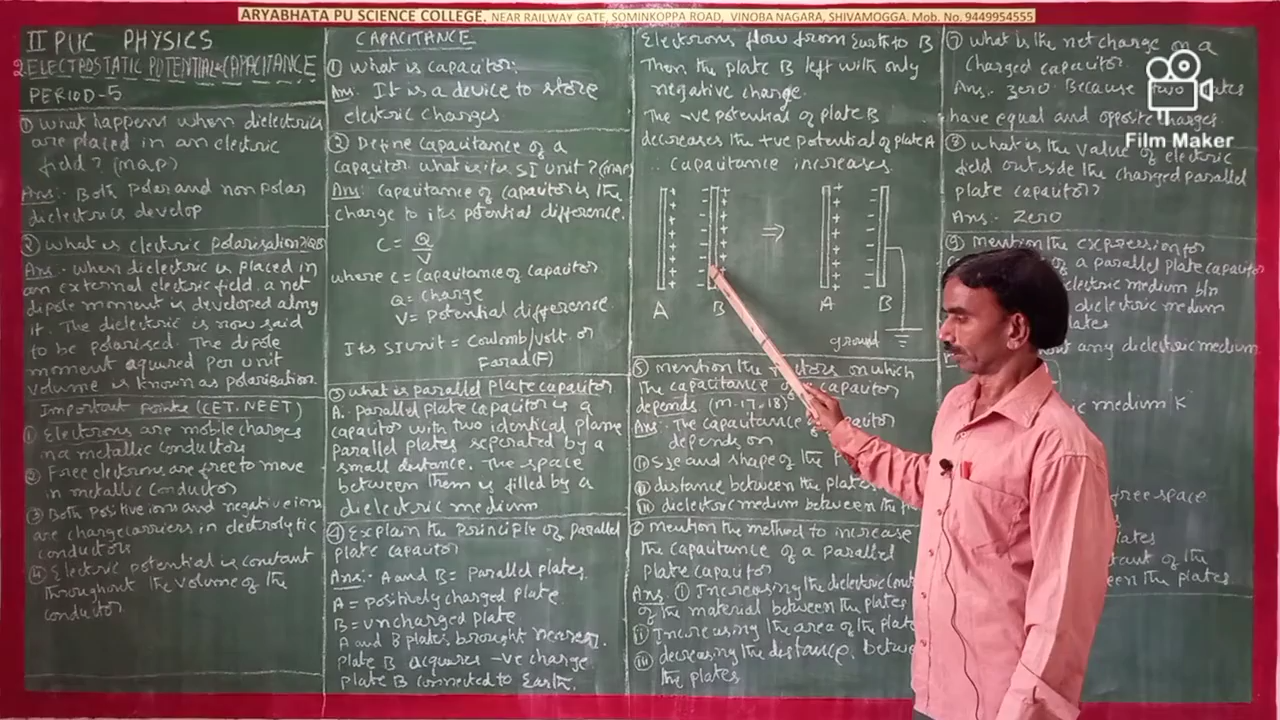 ARYABHATA PU SCIENCE COLLEGE. NEAR RAILWAY GATE, SOMINKOPPA ROAD, VINOBA NAGARA, SHIVAMOGGA. Mob. No. 9449954555
II PUC PHYSICS
2. ELECTROSTATIC POTENTIAL & CAPACITANCE
PERIOD-5
① What happens when dielectrics
are placed in an electric
field? (MQP)
Ans:- Both Polar and non polar
dielectrics develop
② What is electric polarisation?
Ans:- when dielectric is placed in
an external electric field. a net
dipole moment is developed along
it. The dielectric is now said
to be polarised. The dipole
moment aquired per unit
volume is known as polarisation.
Important Points (CET, NEET)
① Electrons are mobile charges
in a metallic conductors
② Free electrons are free to move
in metallic conductor)
③ Both positive ions and negative ions
are charge carriers in electrolytic
conductors
④ Electric potential is constant
throughout the volume of the
conductor
CAPACITANCE
① What is capacitor?
Ans: It is a device to store
electric charges
② Define capacitance of a
capacitor. what is its SI unit?
Ans: capacitance of capacitor is the
charge to its potential difference.
C = Q/V
where C = capacitance of capacitor
Q = charge
V = potential difference.
Its SI unit = coulomb/volt. or
Farad (F)
③ what is parallel plate capacitor
A. Parallel plate capacitor is a
capacitor with two identical plane
parallel plates seperated by a
small distance. The space
between them is filled by a
dielectric medium
④ Explain the principle of parallel
plate capacitor
Ans:- A and B = Parallel plates.
A = positively charged plate
B = uncharged plate.
A and B plates brought nearest.
Plate B acquires -ve charge.
plate B connected to Earth.
Electrons flow from Earth to B
Then the plate B left with only
negative charge.
The -ve potential of plate B
decreases the +ve potential of plate A
∴ Capacitance increases.
A B ⇒ A B
ground
⑤ mention the factors on which
the capacitance of a capacitor
depends (M-17, 18)
Ans:- The capacitance of capacitor
depends on
i) size and shape of the
ii) distance between the plates
iii) dielectric medium between the
⑥ mention the method to increase
the capacitance of a parallel
plate capacitor
Ans. ① Increasing the dielectric
of the material between the plates
ii) Increasing the area of the plate
iii) decreasing the distance. between
the plates
⑦ what is the net charge on a
charged capacitor.
Ans:- zero. Because two plates
have equal and opposite charges.
⑧ what is the value of electric
field outside the charged parallel
plate capacitor?
Ans:- Zero
⑨ mention the expression for
of a parallel plate capacitor
dielectric medium b/n
dielectric medium
plates
any dielectric medium.
medium K
free space
plates
of the
between the plates
Film Maker